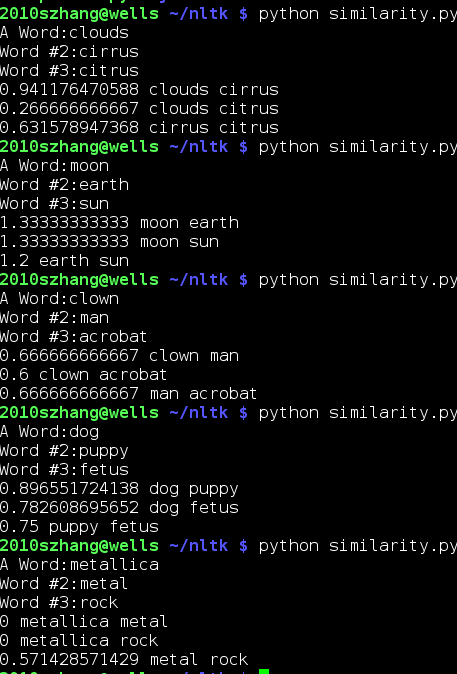 2010szhang@wells ~/nltk $ python similarity.py
A Word:clouds
Word #2:cirrus
Word #3:citrus
0.941176470588 clouds cirrus
0.266666666667 clouds citrus
0.631578947368 cirrus citrus
2010szhang@wells ~/nltk $ python similarity.py
A Word:moon
Word #2:earth
Word #3:sun
1.33333333333 moon earth
1.33333333333 moon sun
1.2 earth sun
2010szhang@wells ~/nltk $ python similarity.py
A Word:clown
Word #2:man
Word #3:acrobat
0.666666666667 clown man
0.6 clown acrobat
0.666666666667 man acrobat
2010szhang@wells ~/nltk $ python similarity.py
A Word:dog
Word #2:puppy
Word #3:fetus
0.896551724138 dog puppy
0.782608695652 dog fetus
0.75 puppy fetus
2010szhang@wells ~/nltk $ python similarity.py
A Word:metallica
Word #2:metal
Word #3:rock
0 metallica metal
0 metallica rock
0.571428571429 metal rock